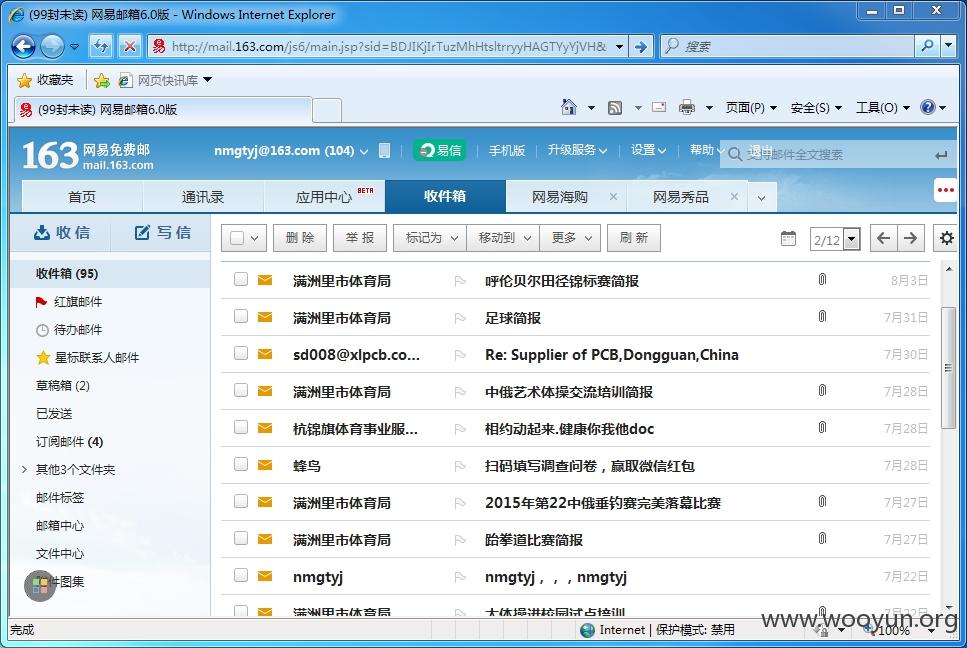 (99封未读) 网易邮箱6.0版 - Windows Internet Explorer
http://mail.163.com/js6/main.jsp?sid=BDJIKjIrTuzMhHtsltrryyHAGTYyYjVH& 搜索
收藏夹 网页快讯库
(99封未读) 网易邮箱6.0版 页面(P) 安全(S) 工具(O)
163 网易免费邮 mail.163.com nmgtyj@163.com (104) 易信 手机版 升级服务 设置 帮助 退出 支持邮件全文搜索
首页 通讯录 应用中心 BETA 收件箱 网易海购 × 网易秀品 ×
收信 写信 删除 举报 标记为 移动到 更多 刷新 2/12
收件箱 (95)
红旗邮件
待办邮件
星标联系人邮件
草稿箱 (2)
已发送
订阅邮件 (4)
其他3个文件夹
邮件标签
邮箱中心
文件中心
件图集
满洲里市体育局 呼伦贝尔田径锦标赛简报 8月3日
满洲里市体育局 足球简报 7月31日
sd008@xlpcb.co... Re: Supplier of PCB,Dongguan,China 7月30日
满洲里市体育局 中俄艺术体操交流培训简报 7月28日
杭锦旗体育事业服... 相约动起来.健康你我他doc 7月28日
蜂鸟 扫码填写调查问卷，赢取微信红包 7月28日
满洲里市体育局 2015年第22中俄垂钓赛完美落幕比赛 7月27日
满洲里市体育局 跆拳道比赛简报 7月27日
nmgtyj nmgtyj，，，nmgtyj 7月22日
满洲里市体育局 大体操进校园试点培训 7月22日
www.wooyun.org
完成 Internet | 保护模式: 禁用 100%